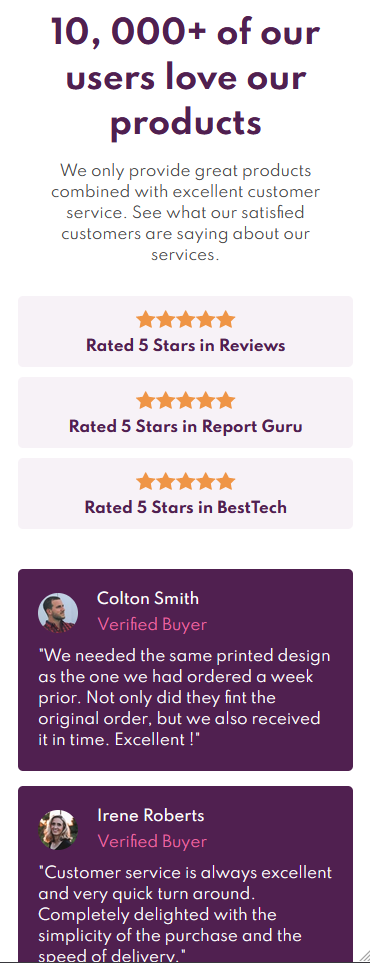 10, 000+ of our
users love our
products
We only provide great products
combined with excellent customer
service. See what our satisfied
customers are saying about our
services.
Rated 5 Stars in Reviews
Rated 5 Stars in Report Guru
Rated 5 Stars in BestTech
Colton Smith
Verified Buyer
"We needed the same printed design
as the one we had ordered a week
prior. Not only did they fint the
original order, but we also received
it in time. Excellent !"
Irene Roberts
Verified Buyer
"Customer service is always excellent
and very quick turn around.
Completely delighted with the
simplicity of the purchase and the
speed of delivery."